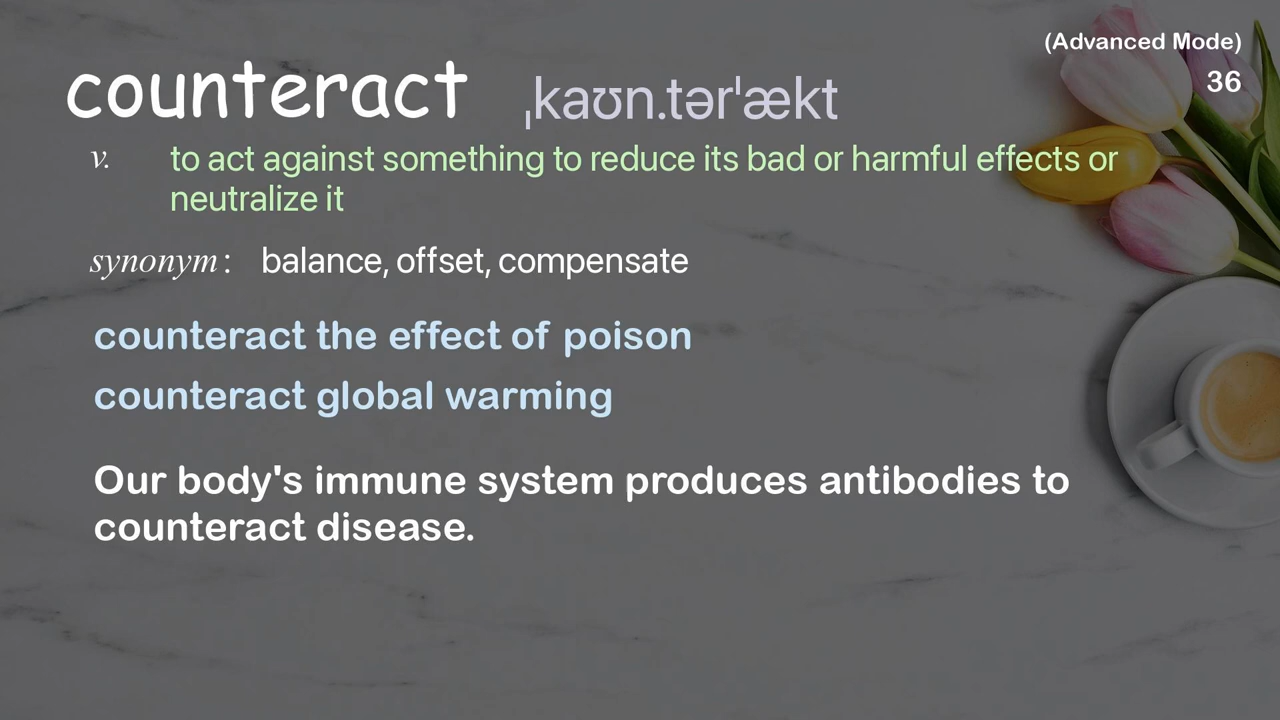 (Advanced Mode)
36
counteract ˌkaʊn.tərˈækt
v. to act against something to reduce its bad or harmful effects or
neutralize it
synonym : balance, offset, compensate
counteract the effect of poison
counteract global warming
Our body's immune system produces antibodies to
counteract disease.